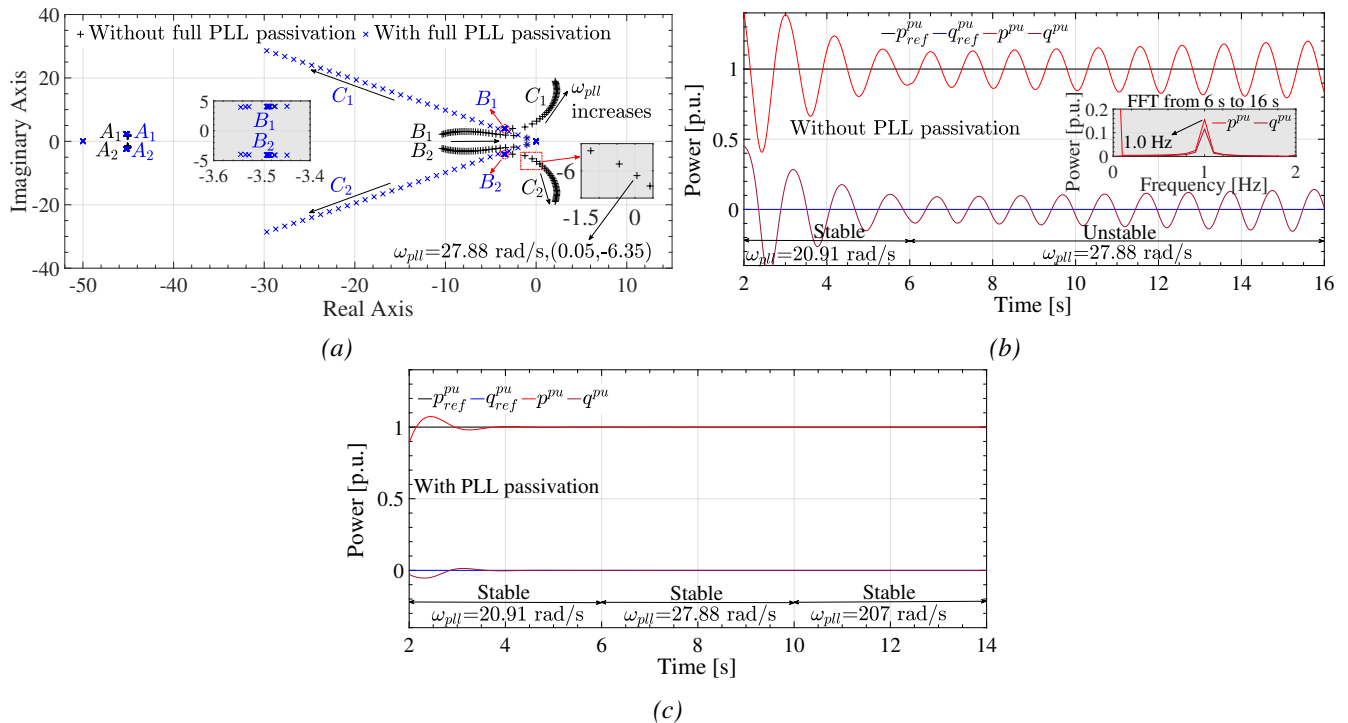 + Without full PLL passivation × With full PLL passivation
40
20
0
-20
-40
Imaginary Axis
-50 -40 -30 -20 -10 0 10
Real Axis
C1
A1 A1
A2 A2
5
0
-5
B1
B2
-3.6 -3.5 -3.4
C2
B1
B1
B2
B2
C1
ωpll
increases
C2
-6
-1.5 0
ωpll=27.88 rad/s,(0.05,-6.35)
(a)
p_ref^pu q_ref^pu p^pu q^pu
1
0.5
0
Power [p.u.]
Without PLL passivation
FFT from 6 s to 16 s
0.2
0.1
0
Power [p.u.]
p^pu q^pu
1.0 Hz
0 1 2
Frequency [Hz]
Stable Unstable
ωpll=20.91 rad/s ωpll=27.88 rad/s
2 4 6 8 10 12 14 16
Time [s]
(b)
p_ref^pu q_ref^pu p^pu q^pu
1
0.5
0
Power [p.u.]
With PLL passivation
Stable Stable Stable
ωpll=20.91 rad/s ωpll=27.88 rad/s ωpll=207 rad/s
2 4 6 8 10 12 14
Time [s]
(c)